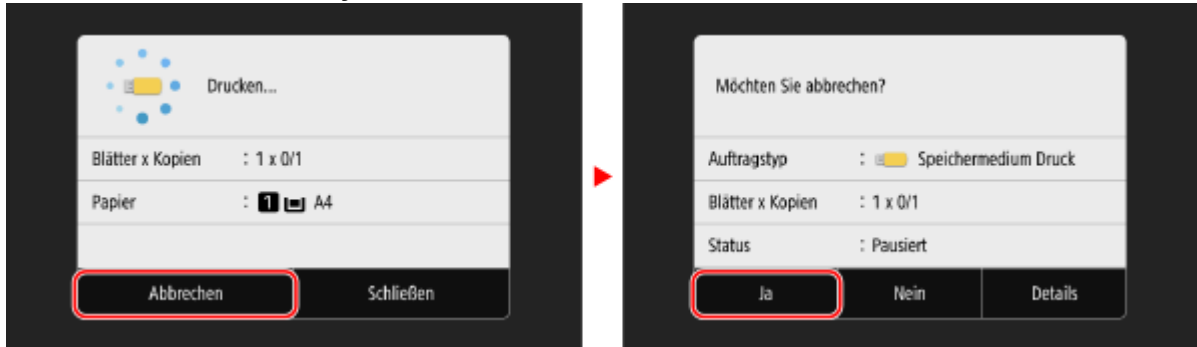 Drucken...
Blätter x Kopien : 1 x 0/1
Papier : 1 A4
Abbrechen Schließen
Möchten Sie abbrechen?
Auftragstyp : Speichermedium Druck
Blätter x Kopien : 1 x 0/1
Status : Pausiert
Ja Nein Details